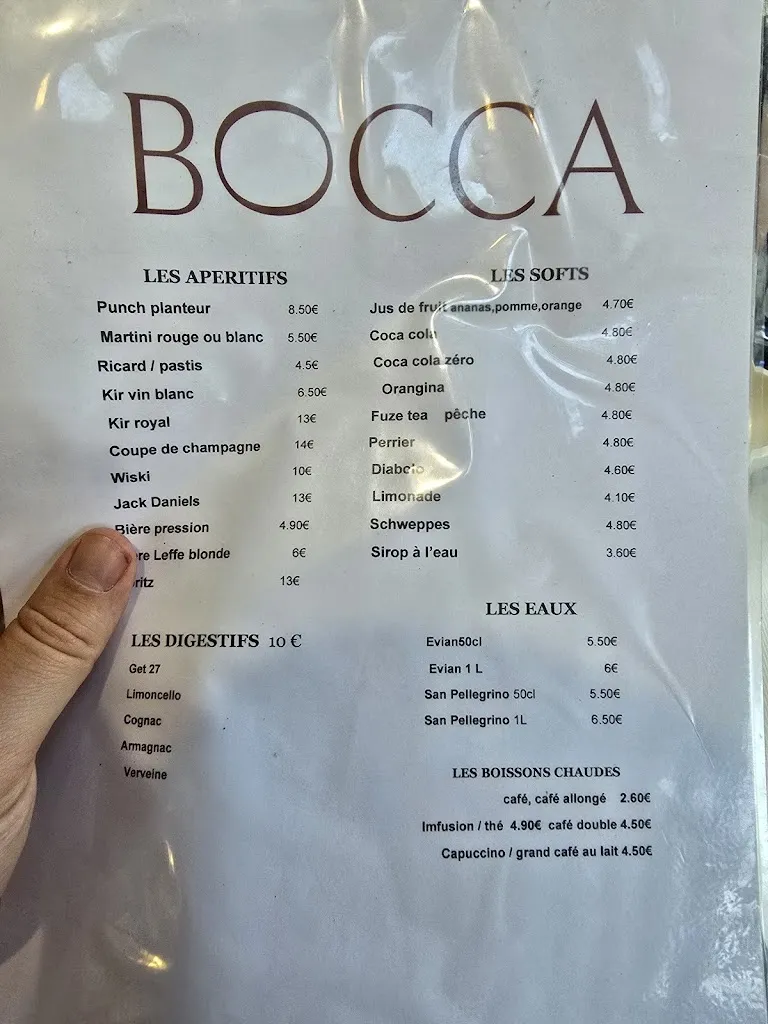 BOCCA
LES APERITIFS
Punch planteur 8.50€
Martini rouge ou blanc 5.50€
Ricard / pastis 4.5€
Kir vin blanc 6.50€
Kir royal 13€
Coupe de champagne 14€
Wiski 10€
Jack Daniels 13€
Bière pression 4.90€
Leffe blonde 6€
13€
LES DIGESTIFS 10 €
Get 27
Limoncello
Cognac
Armagnac
Verveine
LES SOFTS
Jus de fruit ananas,pomme,orange 4.70€
Coca cola 4.80€
Coca cola zéro 4.80€
Orangina 4.80€
Fuze tea pêche 4.80€
Perrier 4.80€
Diabolo 4.60€
Limonade 4.10€
Schweppes 4.80€
Sirop à l'eau 3.60€
LES EAUX
Evian50cl 5.50€
Evian 1 L 6€
San Pellegrino 50cl 5.50€
San Pellegrino 1L 6.50€
LES BOISSONS CHAUDES
café, café allongé 2.60€
Imfusion / thé 4.90€ café double 4.50€
Capuccino / grand café au lait 4.50€